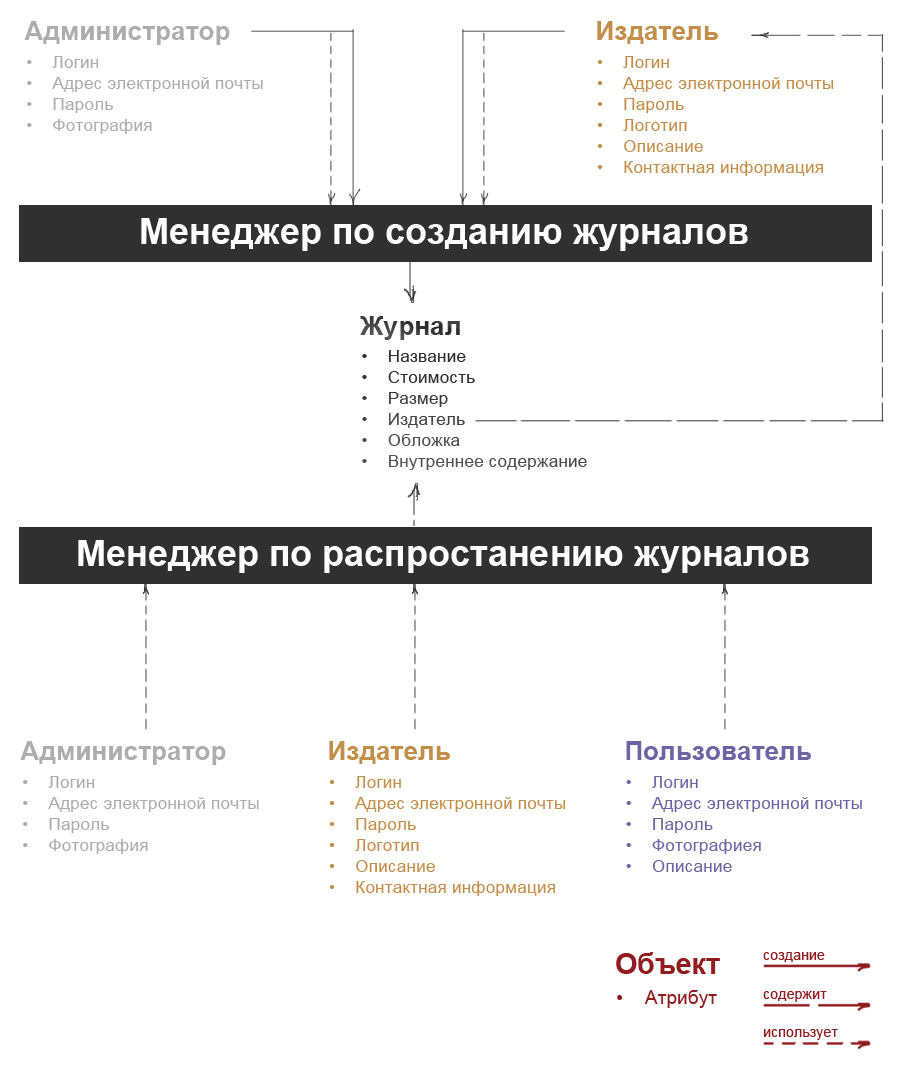 Администратор
• Логин
• Адрес электронной почты
• Пароль
• Фотография
Издатель
• Логин
• Адрес электронной почты
• Пароль
• Логотип
• Описание
• Контактная информация
Менеджер по созданию журналов
Журнал
• Название
• Стоимость
• Размер
• Издатель
• Обложка
• Внутреннее содержание
Менеджер по распростанению журналов
Администратор
• Логин
• Адрес электронной почты
• Пароль
• Фотография
Издатель
• Логин
• Адрес электронной почты
• Пароль
• Логотип
• Описание
• Контактная информация
Пользователь
• Логин
• Адрес электронной почты
• Пароль
• Фотографиея
• Описание
Объект
• Атрибут
создание
содержит
использует